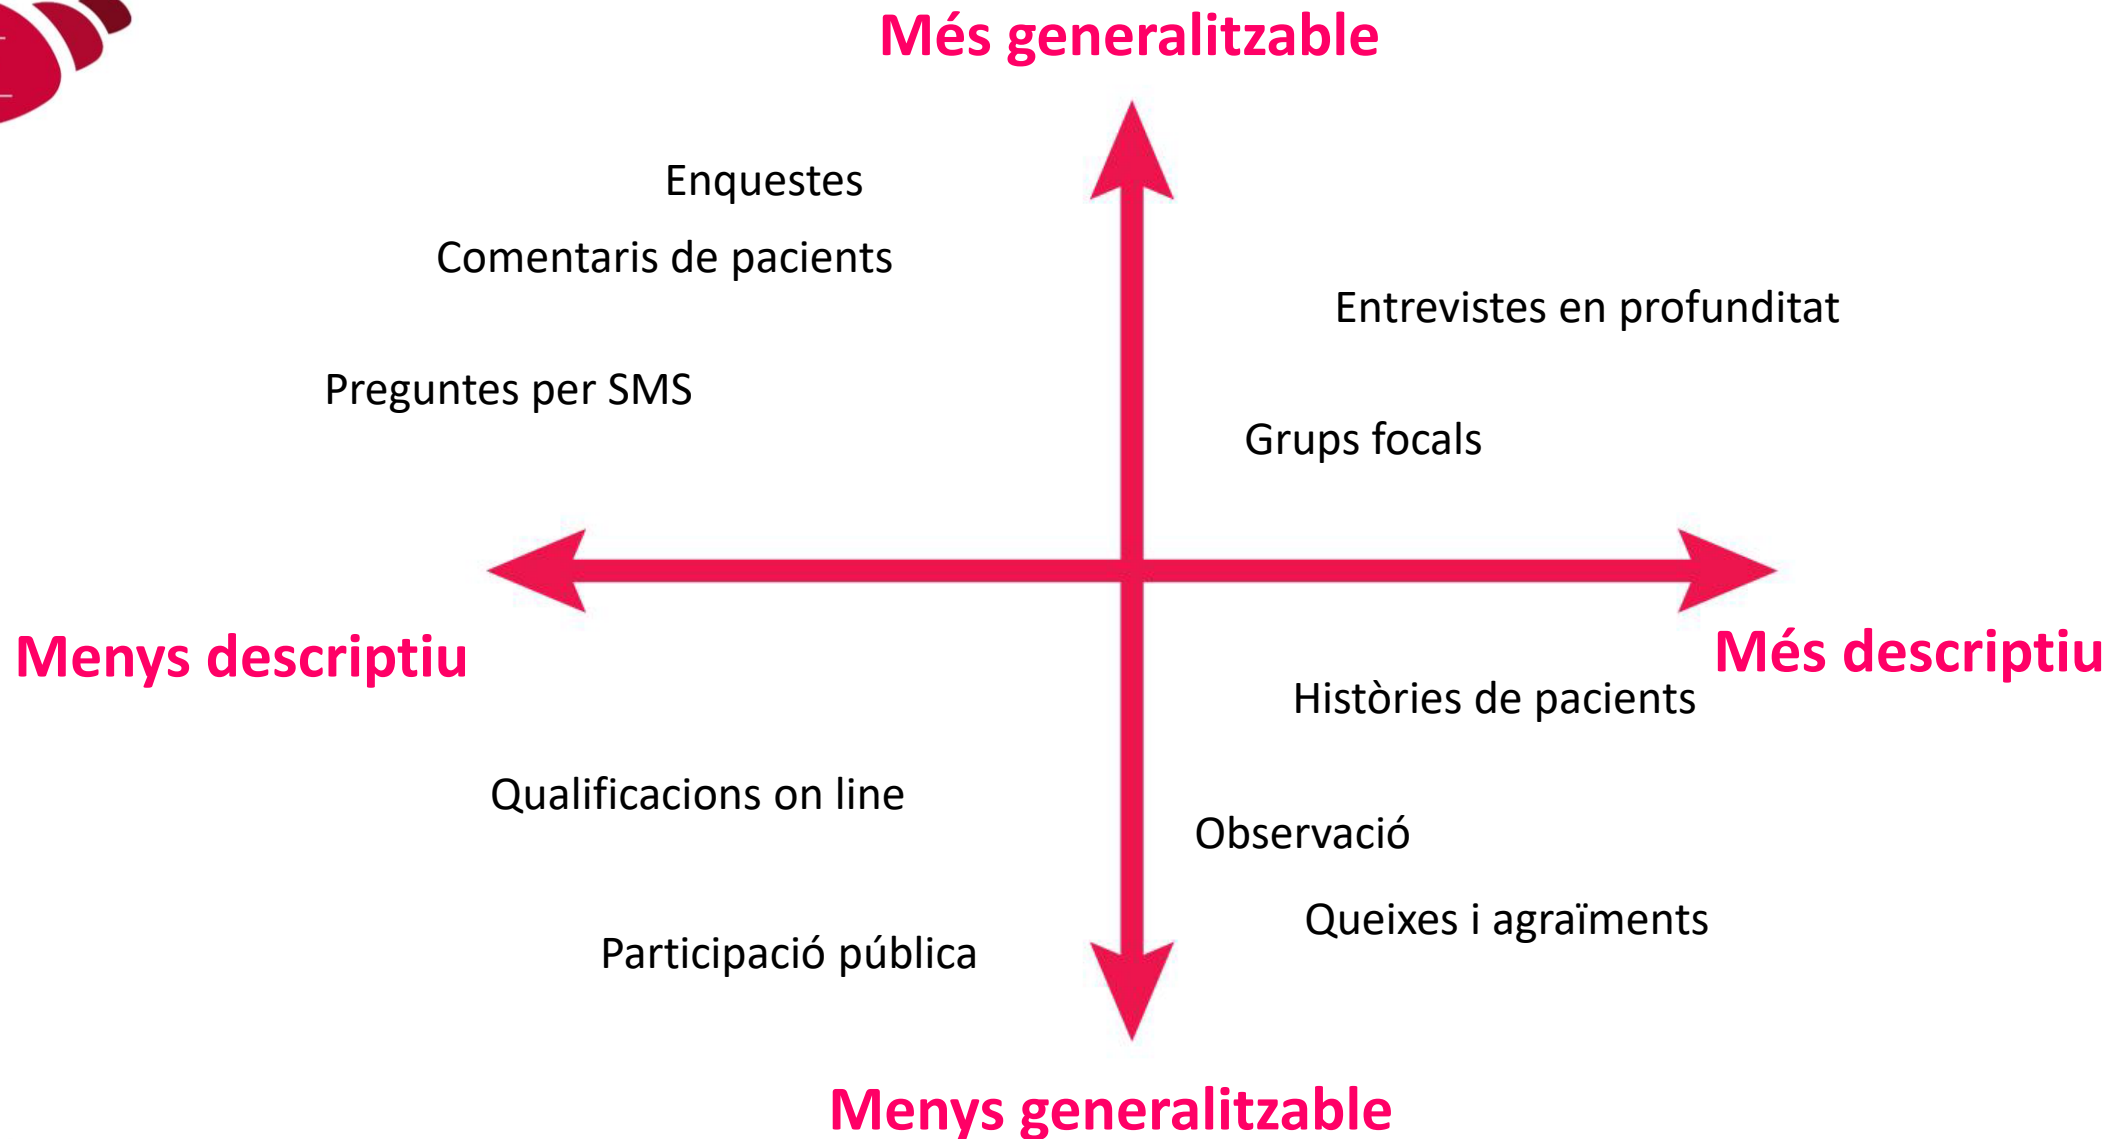 Més generalitzable
Enquestes
Comentaris de pacients
Entrevistes en profunditat
Preguntes per SMS
Grups focals
Menys descriptiu
Més descriptiu
Històries de pacients
Qualificacions on line
Observació
Queixes i agraïments
Participació pública
Menys generalitzable